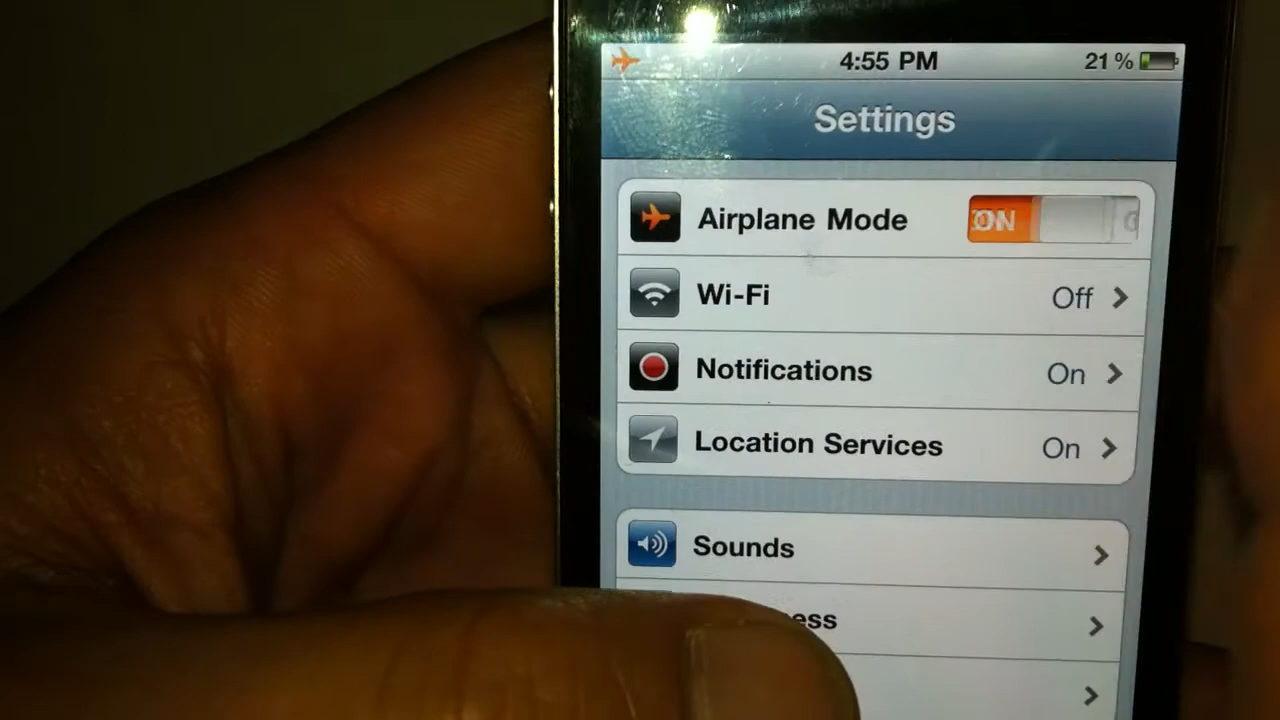 4:55 PM 21 %
Settings
Airplane Mode ON
Wi-Fi Off
Notifications On
Location Services On
Sounds